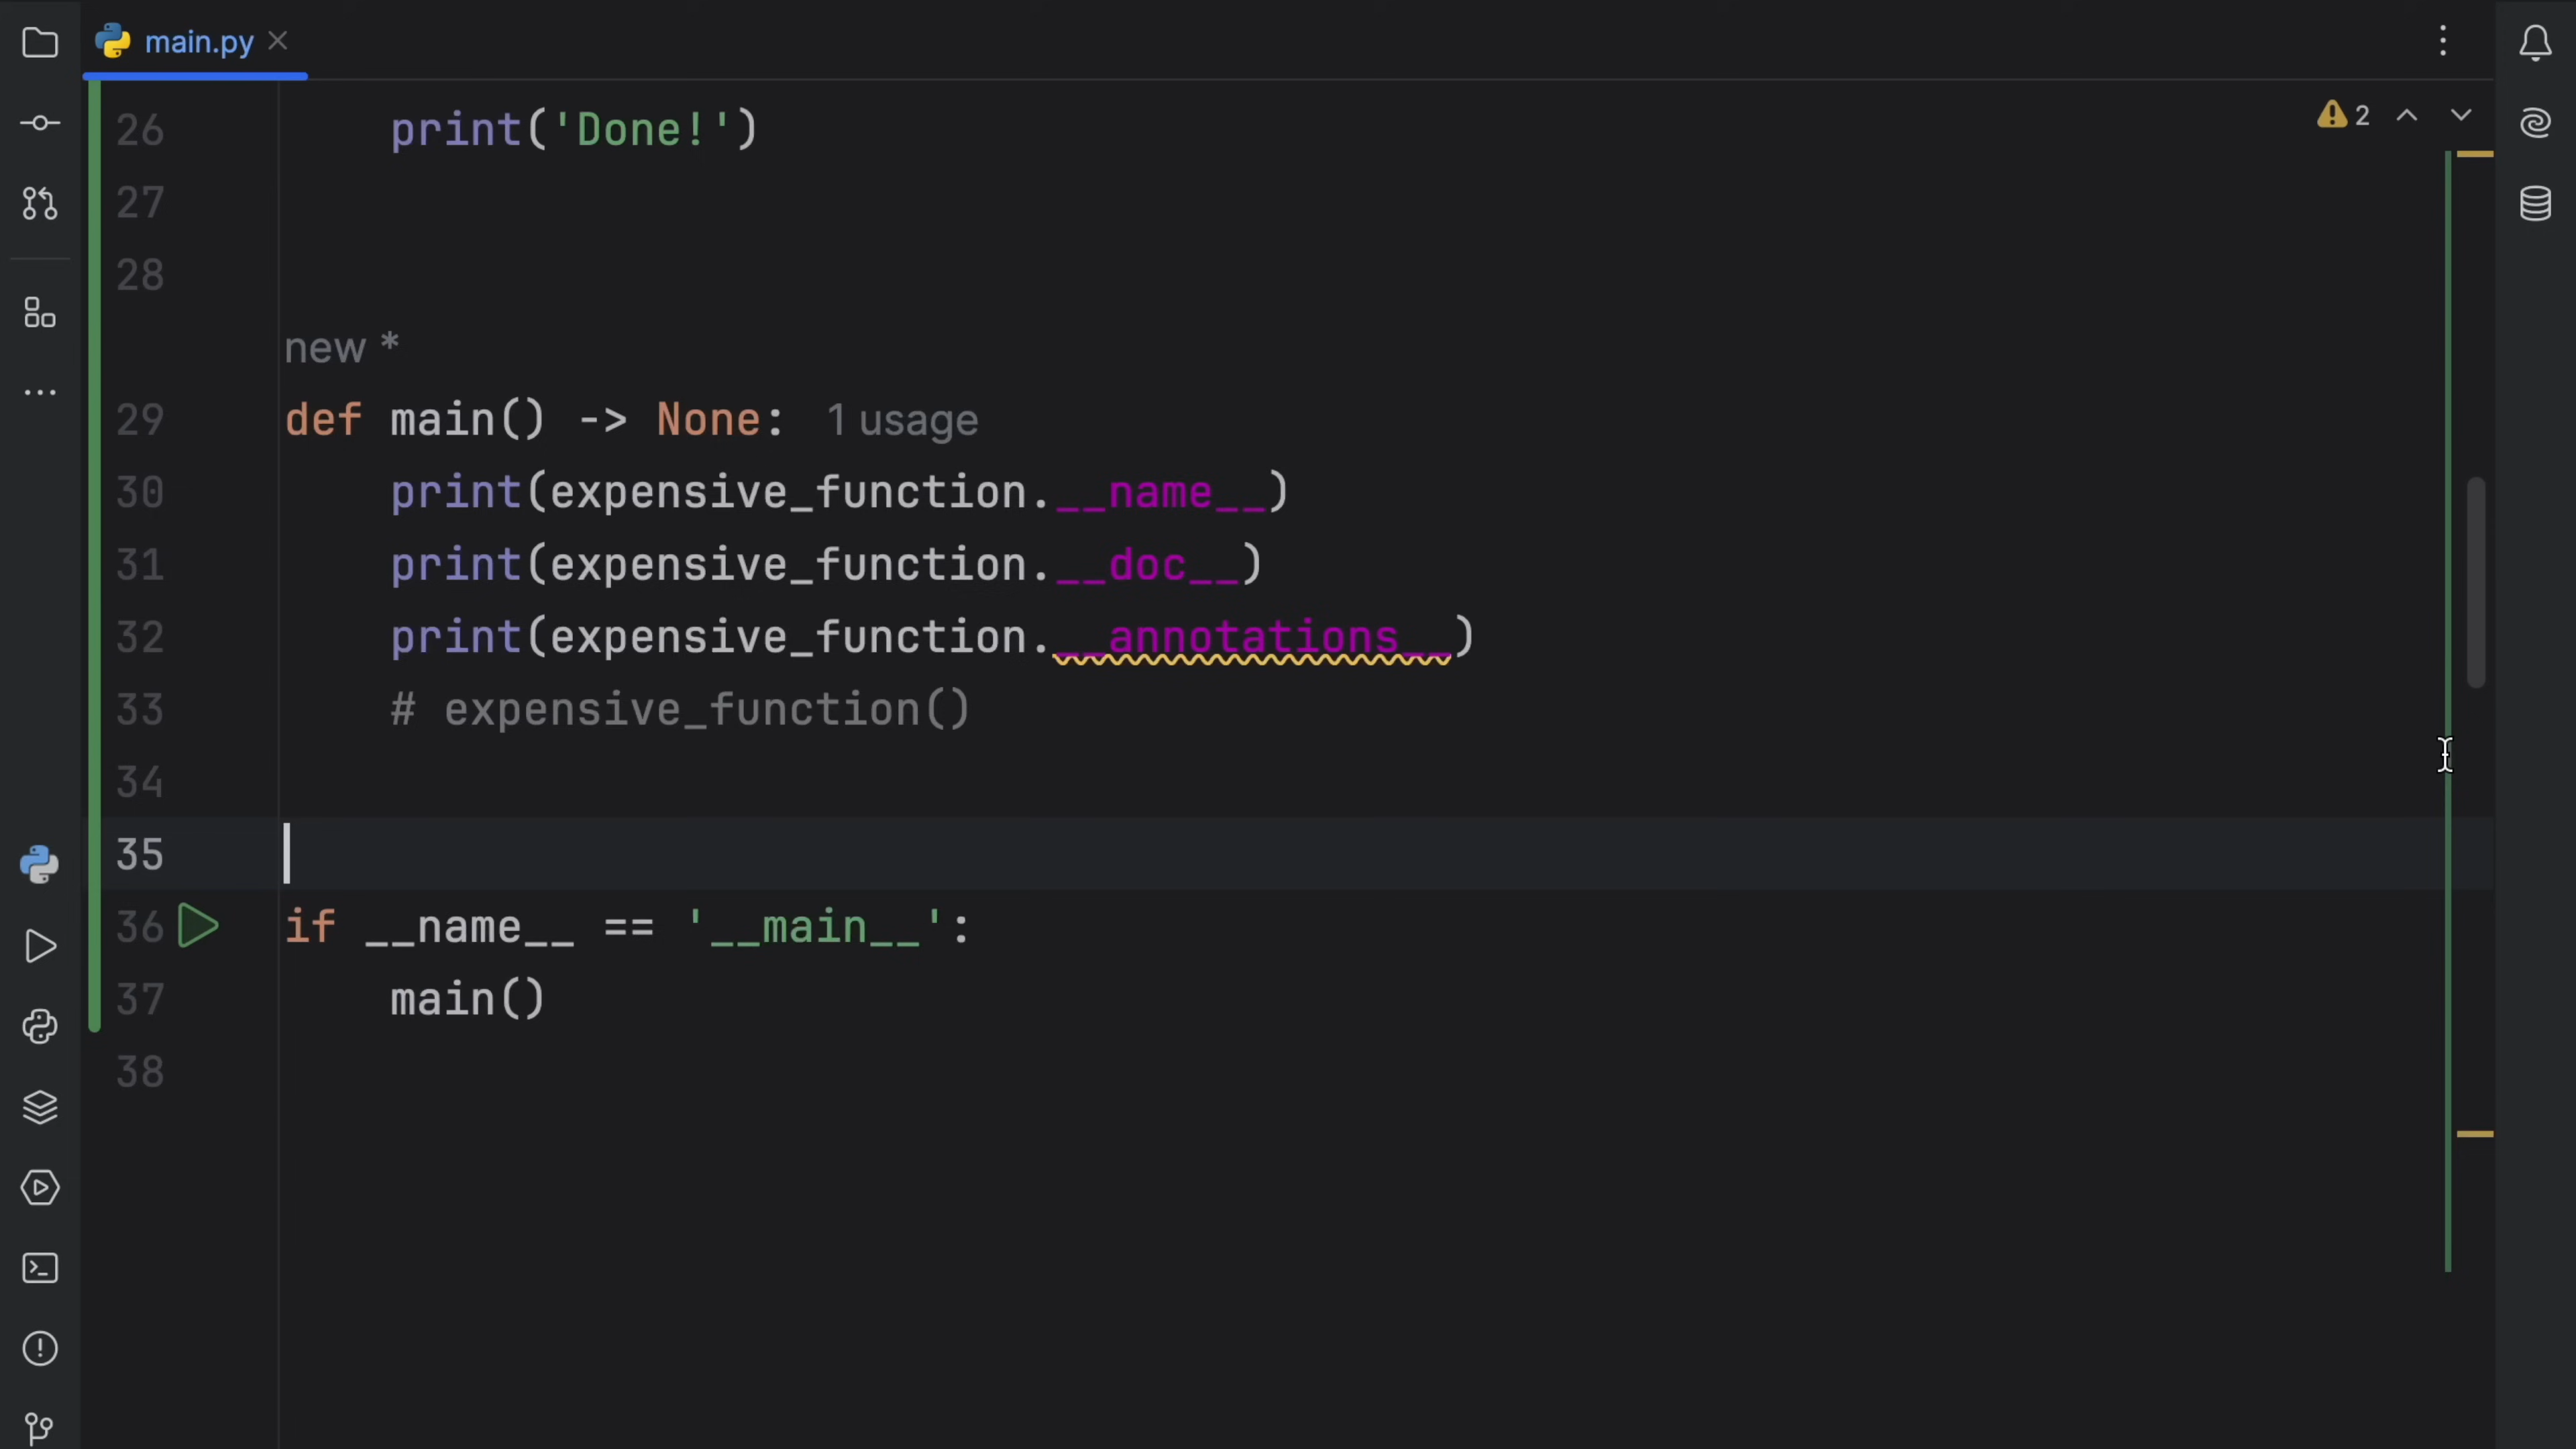 main.py
2
26 print('Done!')
27
28
new *
29 def main() -> None: 1 usage
30 print(expensive_function.__name__)
31 print(expensive_function.__doc__)
32 print(expensive_function.__annotations__)
33 # expensive_function()
34
35
36 if __name__ == '__main__':
37 main()
38